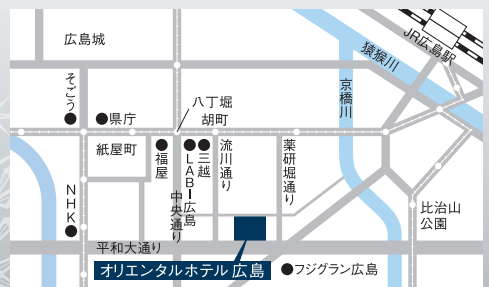 JR広島駅
広島城
猿猴川
京橋川
そごう
県庁
八丁堀
胡町
紙屋町
福屋
LABI広島
三越
流川通り
薬研堀通り
中央通り
NHK
比治山
公園
平和大通り
オリエンタルホテル広島
フジグラン広島